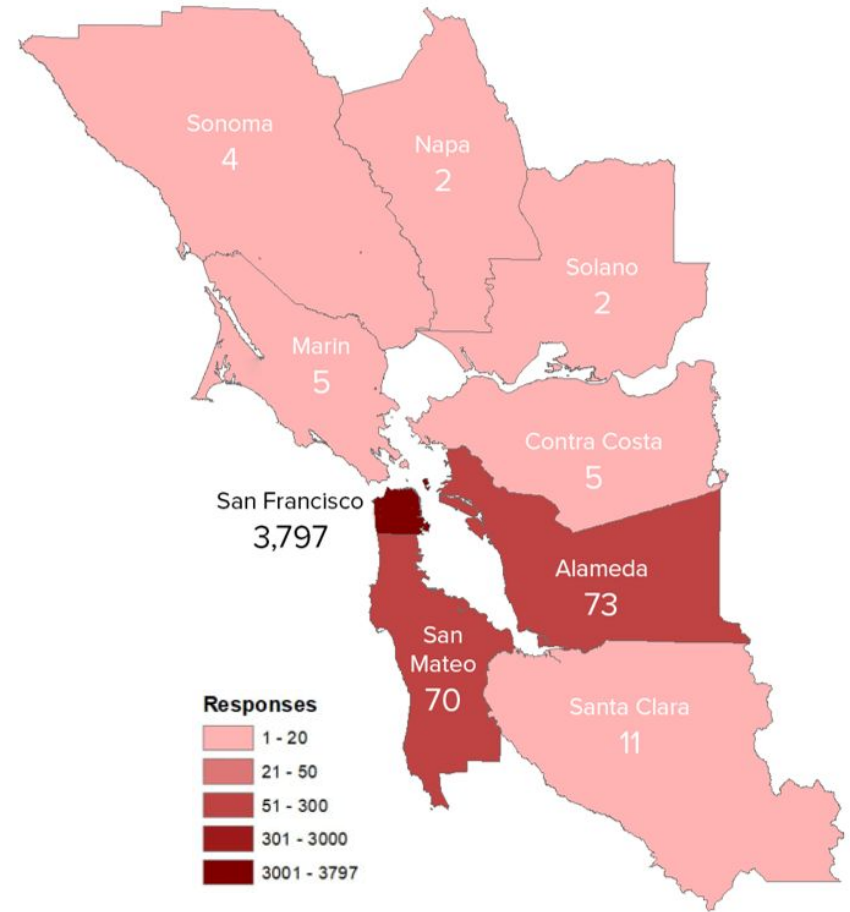 Sonoma
4
Napa
2
Solano
2
Marin
5
Contra Costa
5
San Francisco
3,797
Alameda
73
San
Mateo
70
Santa Clara
11
Responses
1 - 20
21 - 50
51 - 300
301 - 3000
3001 - 3797